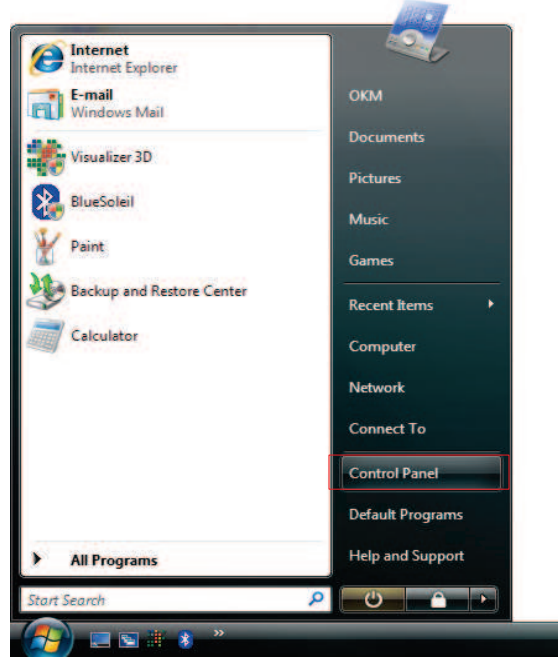 Internet
Internet Explorer
E-mail
Windows Mail
Visualizer 3D
BlueSoleil
Paint
Backup and Restore Center
Calculator
All Programs
Start Search
OKM
Documents
Pictures
Music
Games
Recent Items
Computer
Network
Connect To
Control Panel
Default Programs
Help and Support